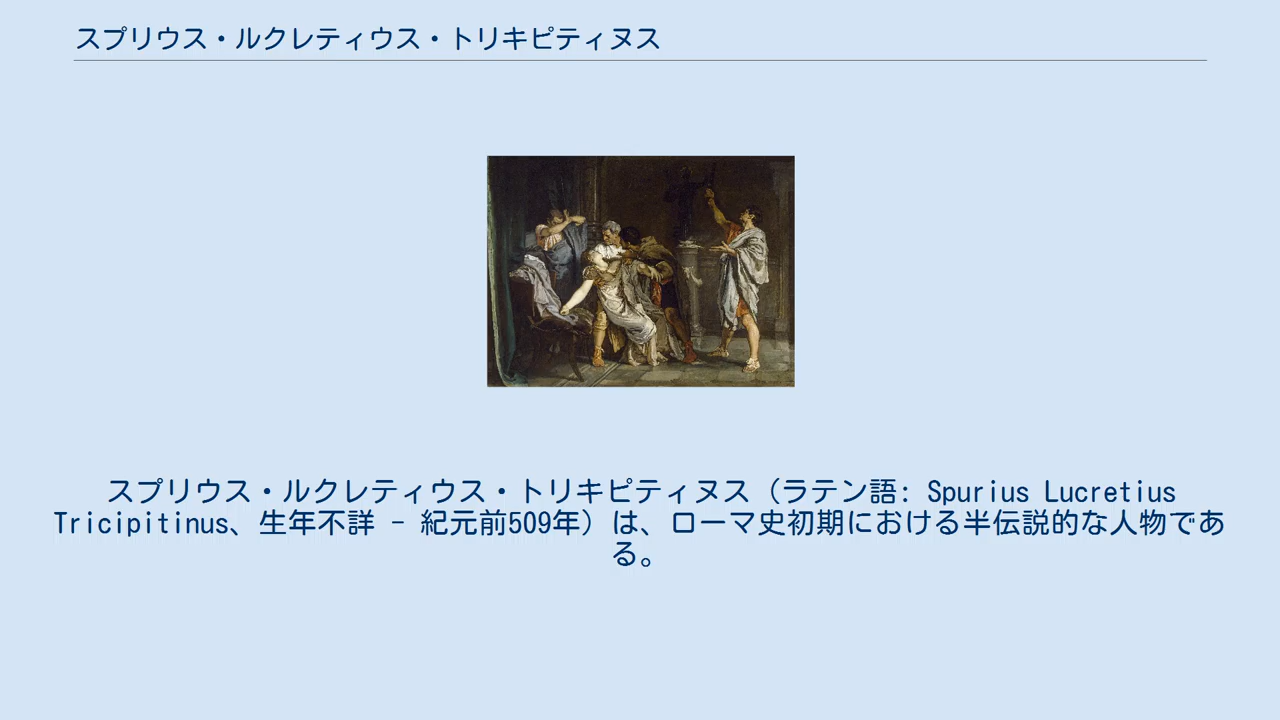 スプリウス・ルクレティウス・トリキピティヌス
スプリウス・ルクレティウス・トリキピティヌス（ラテン語: Spurius Lucretius
Tricipitinus、生年不詳 - 紀元前509年）は、ローマ史初期における半伝説的な人物であ
る。